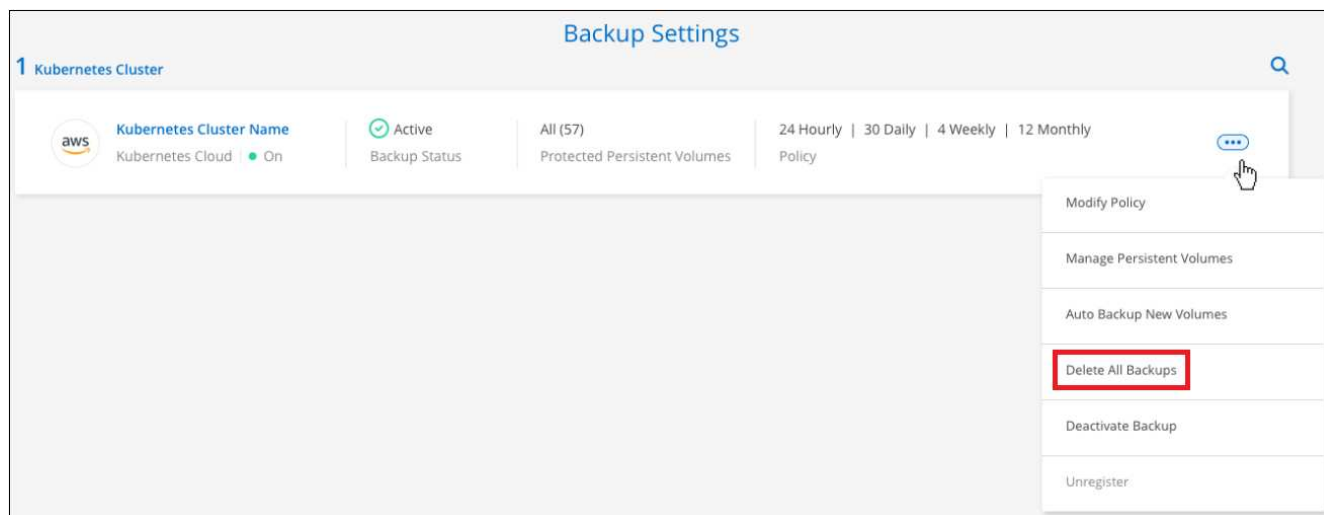 Backup Settings
1 Kubernetes Cluster
aws
Kubernetes Cluster Name
Kubernetes Cloud | On
Active
Backup Status
All (57)
Protected Persistent Volumes
24 Hourly | 30 Daily | 4 Weekly | 12 Monthly
Policy
Modify Policy
Manage Persistent Volumes
Auto Backup New Volumes
Delete All Backups
Deactivate Backup
Unregister